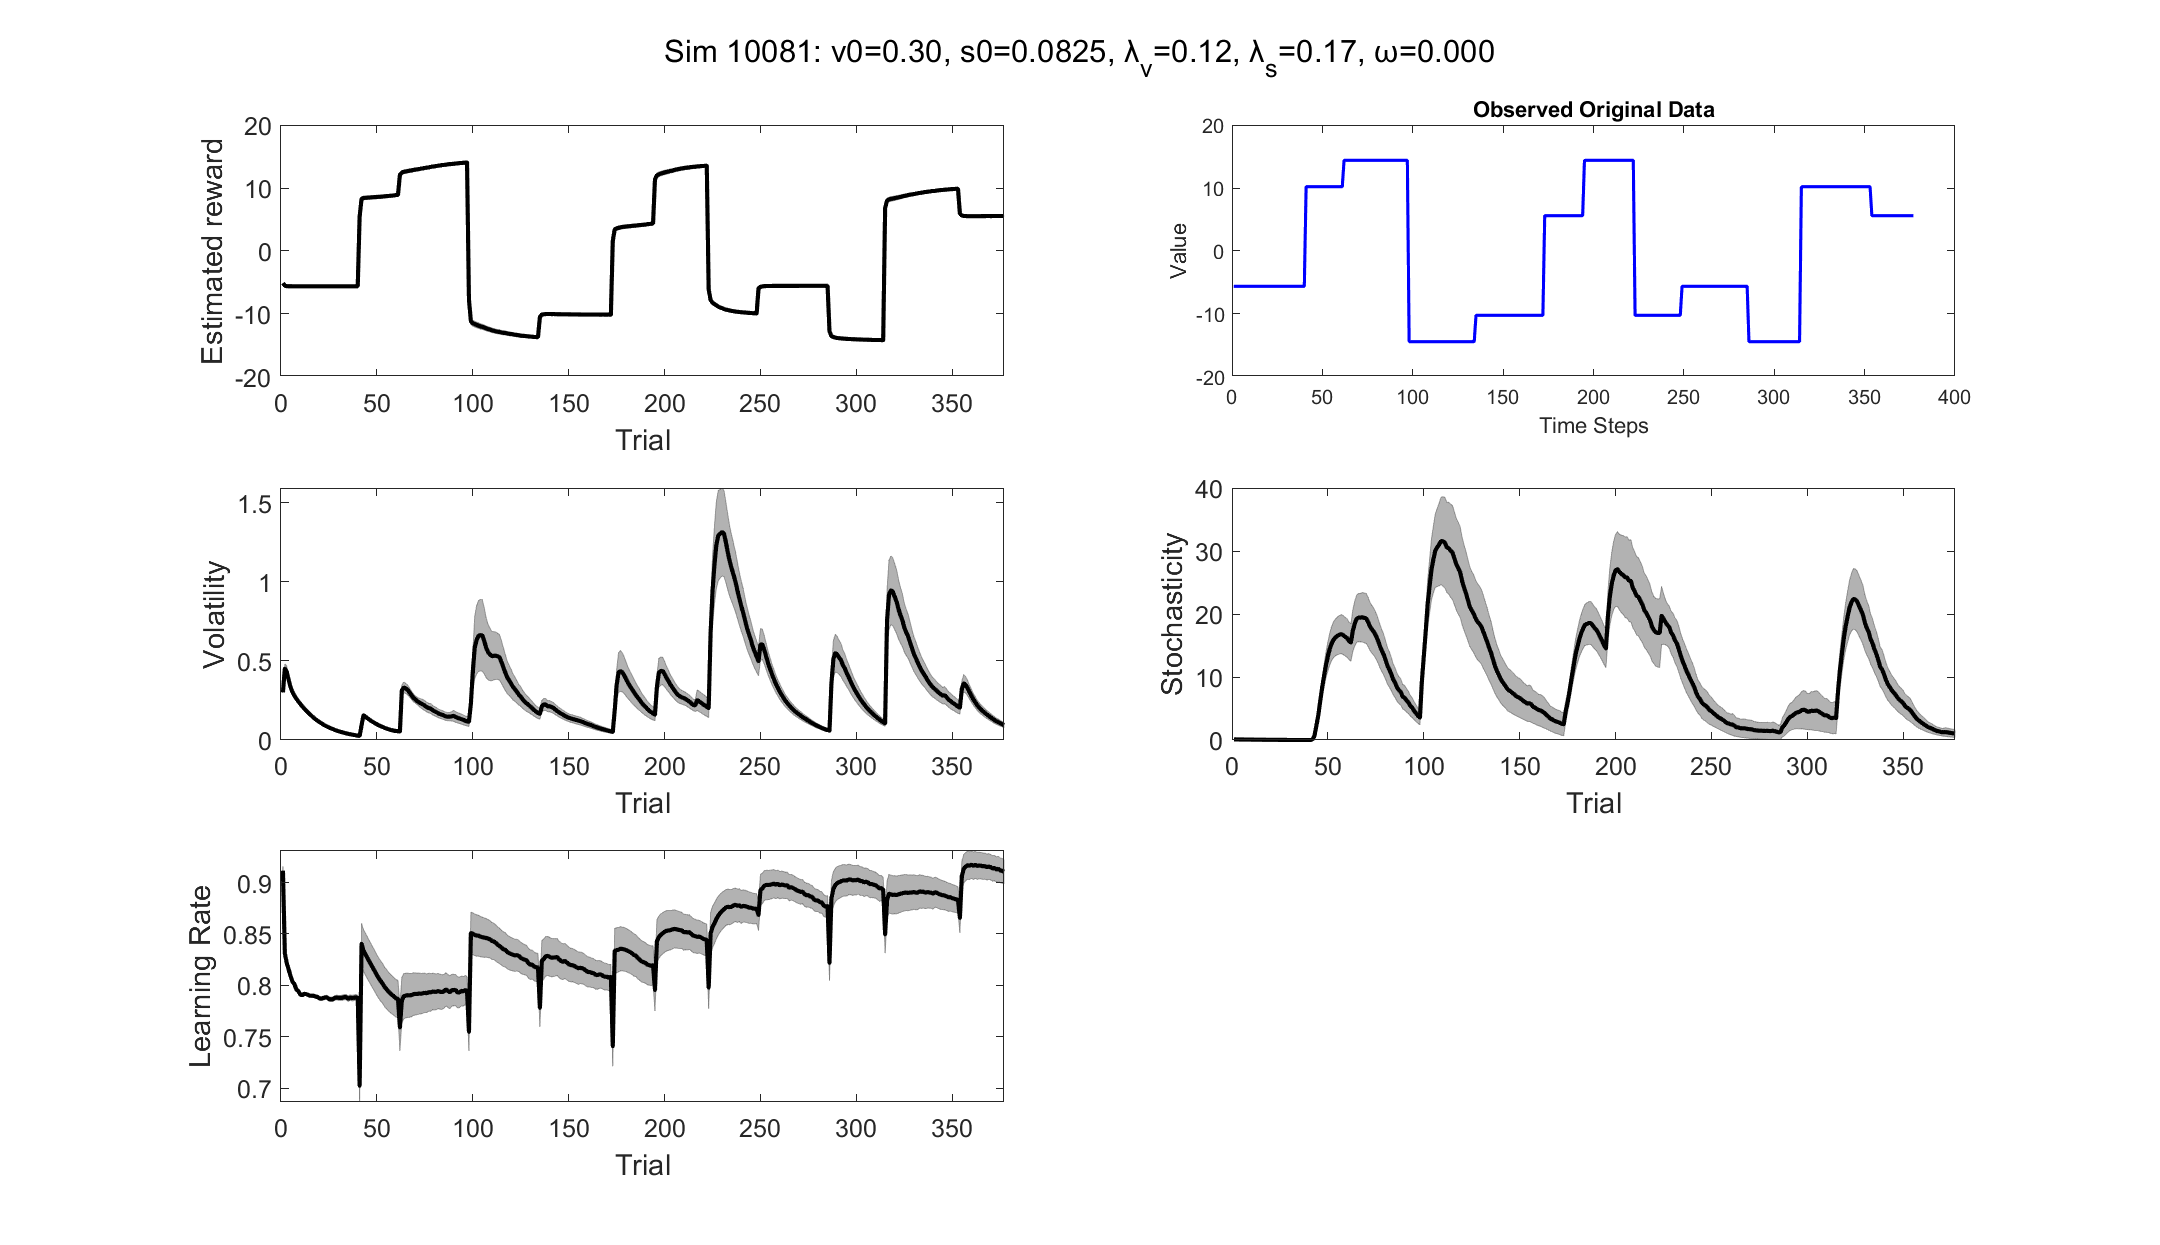 Sim 10081: v0=0.30, s0=0.0825, λ_v=0.12, λ_s=0.17, ω=0.000
Estimated reward
20
10
0
-10
-20
0 50 100 150 200 250 300 350
Trial
Observed Original Data
Value
20
10
0
-10
-20
0 50 100 150 200 250 300 350 400
Time Steps
Volatility
1.5
1
0.5
0
0 50 100 150 200 250 300 350
Trial
Stochasticity
40
30
20
10
0
0 50 100 150 200 250 300 350
Trial
Learning Rate
0.9
0.85
0.8
0.75
0.7
0 50 100 150 200 250 300 350
Trial